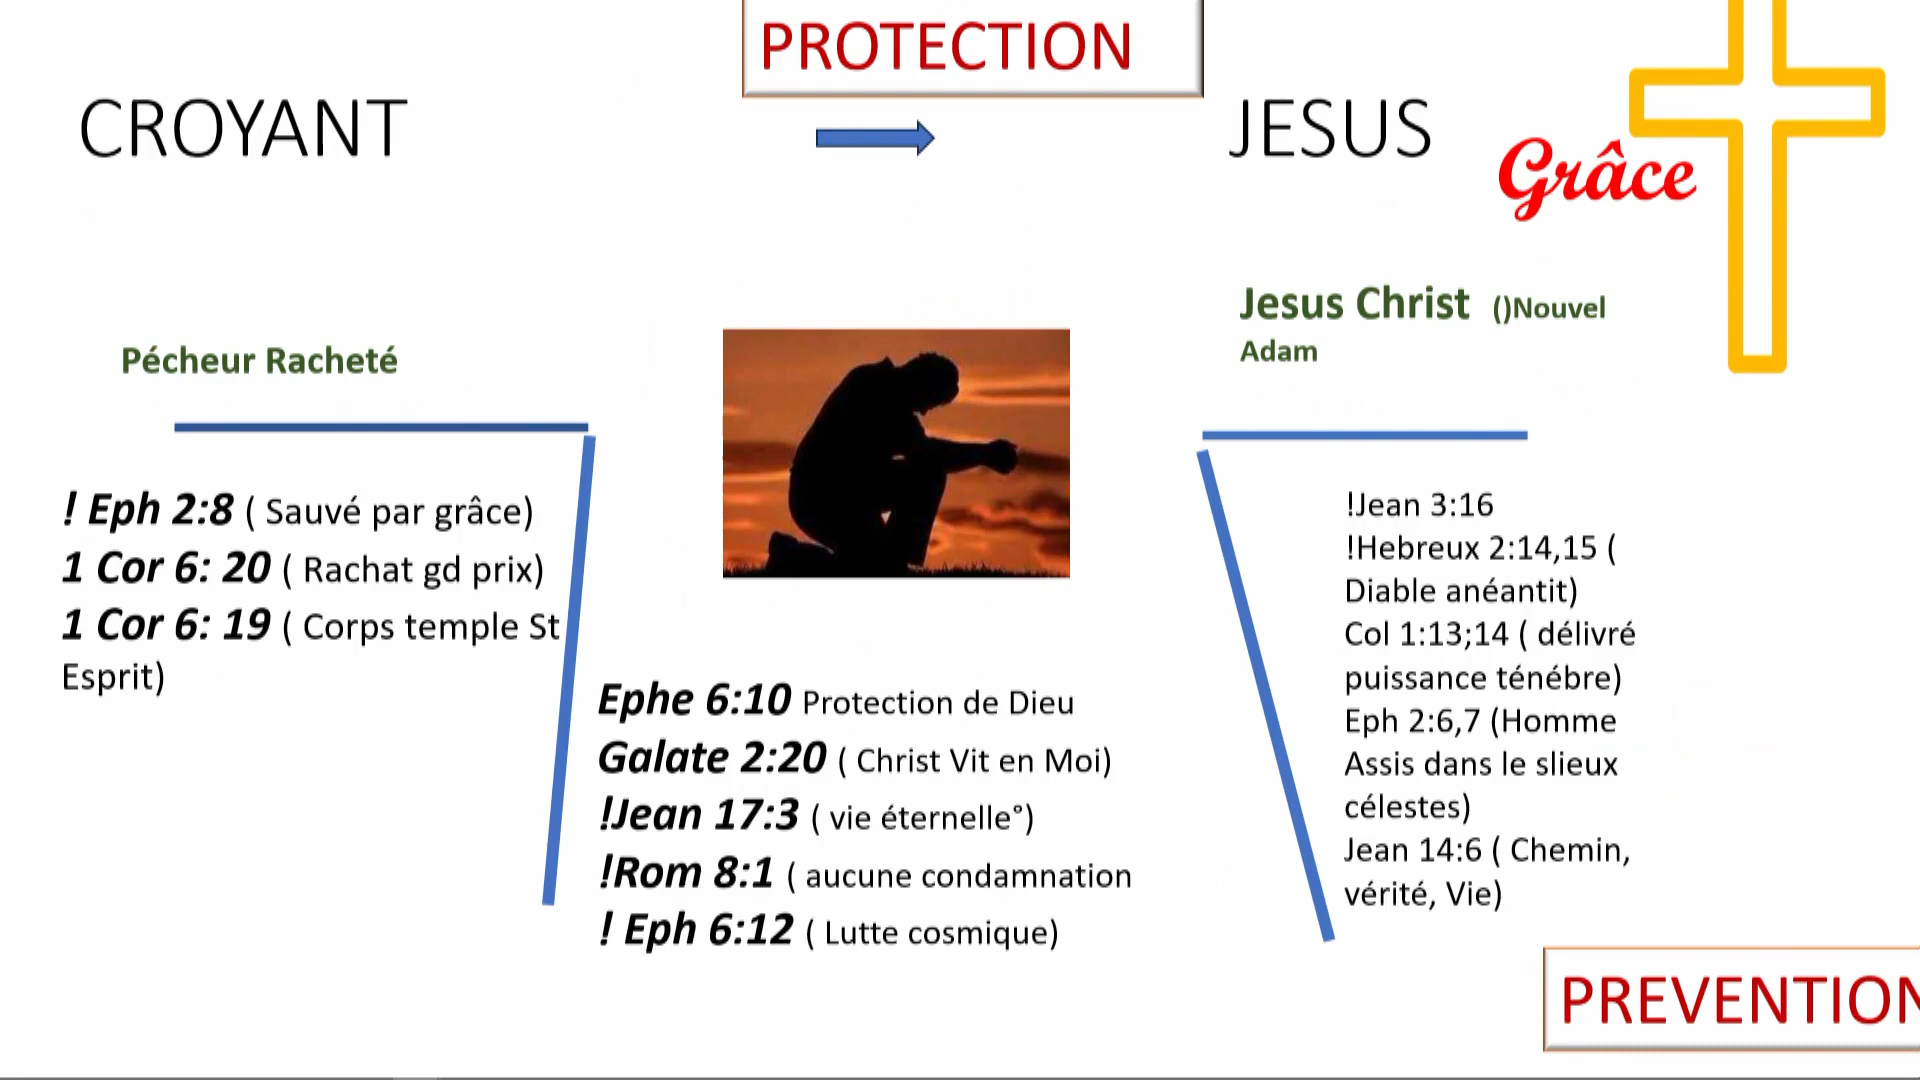 PROTECTION
CROYANT
JESUS
Grâce
Jesus Christ ()Nouvel
Adam
Pécheur Racheté
! Eph 2:8 ( Sauvé par grâce)
1 Cor 6: 20 ( Rachat gd prix)
1 Cor 6: 19 ( Corps temple St
Esprit)
Ephe 6:10 Protection de Dieu
Galate 2:20 ( Christ Vit en Moi)
!Jean 17:3 ( vie éternelle°)
!Rom 8:1 ( aucune condamnation
! Eph 6:12 ( Lutte cosmique)
!Jean 3:16
!Hebreux 2:14,15 (
Diable anéantit)
Col 1:13;14 ( délivré
puissance ténébre)
Eph 2:6,7 (Homme
Assis dans le slieux
célestes)
Jean 14:6 ( Chemin,
vérité, Vie)
PREVENTION